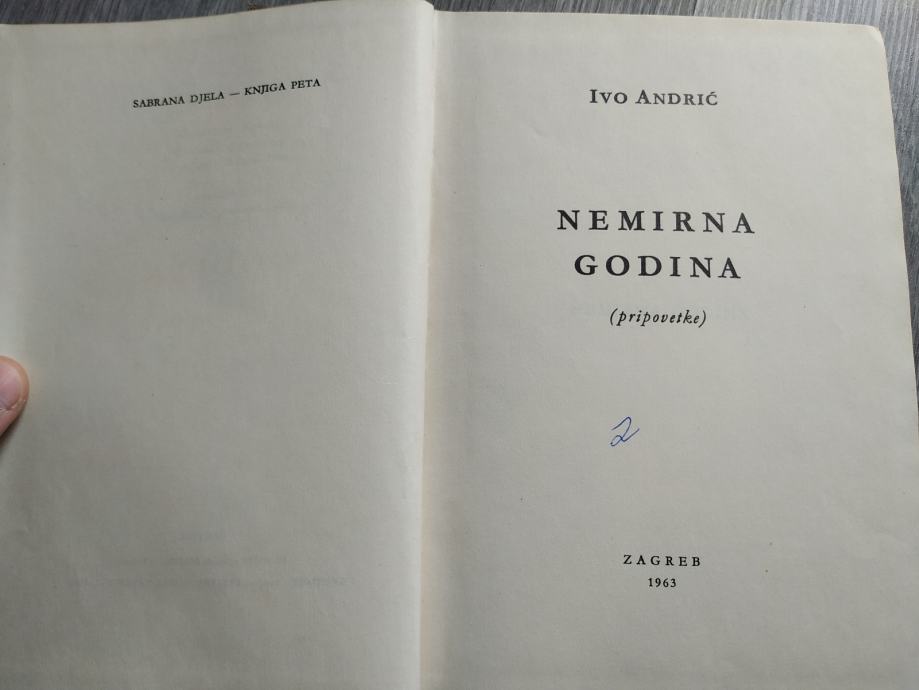 SABRANA DJELA — KNJIGA PETA
IVO ANDRIĆ
NEMIRNA
GODINA
(pripovetke)
2
ZAGREB
1963